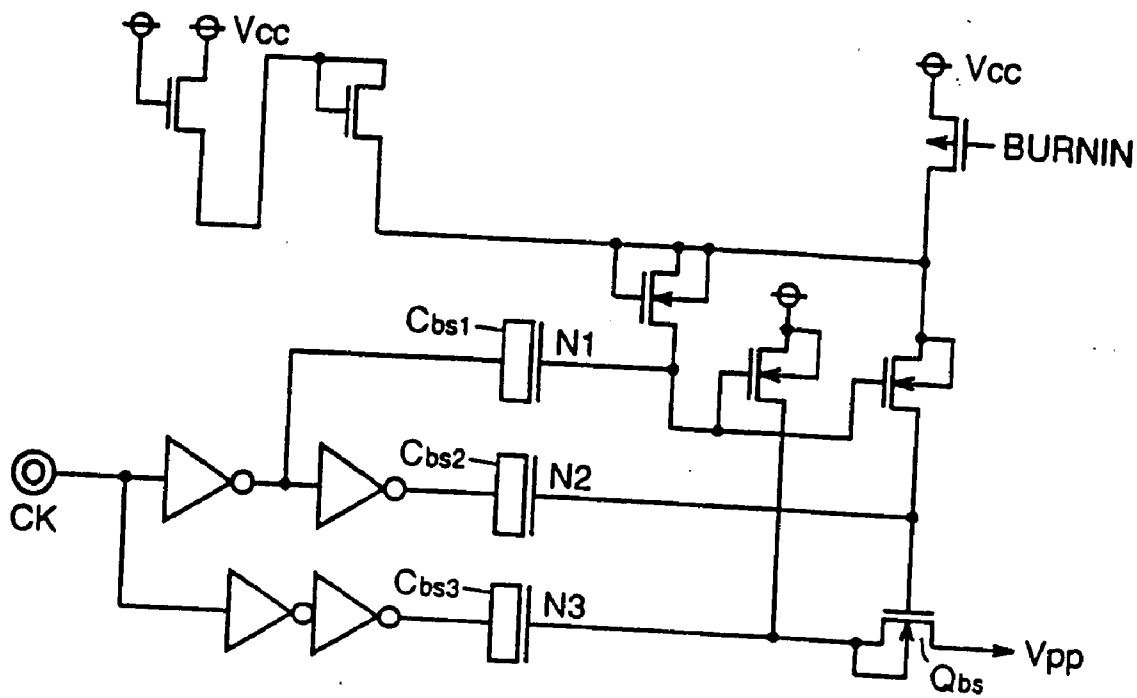 Vcc
Vcc
BURNIN
Cbs1
N1
Cbs2
N2
CK
Cbs3
N3
Vpp
Qbs